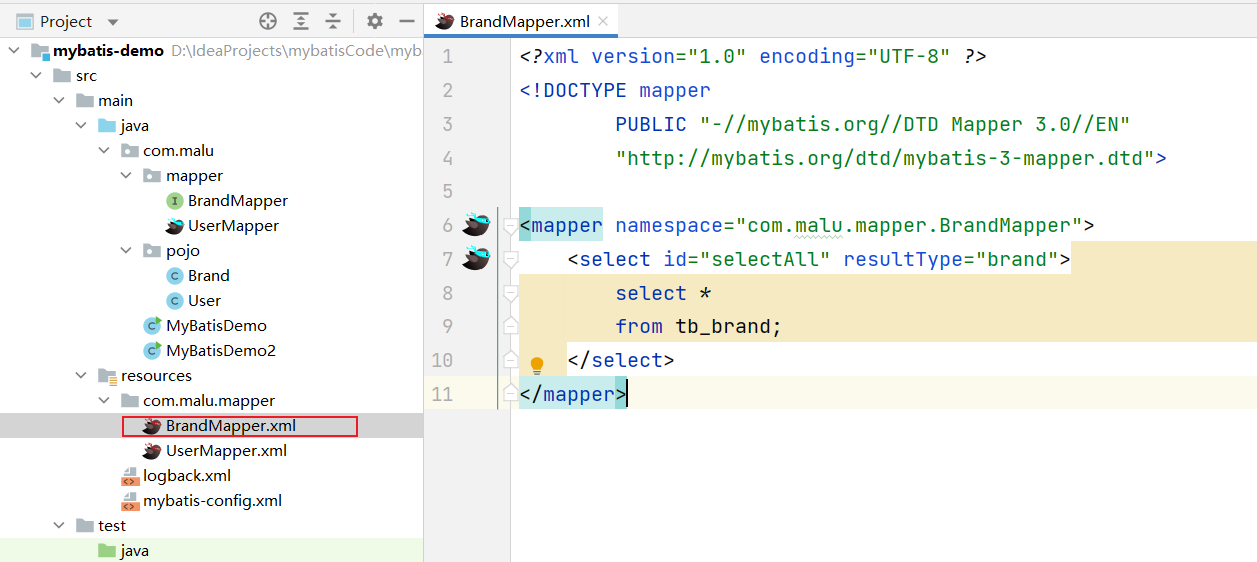 Project
mybatis-demo D:\IdeaProjects\mybatisCode\myb
src
main
java
com.malu
mapper
BrandMapper
UserMapper
pojo
Brand
User
MyBatisDemo
MyBatisDemo2
resources
com.malu.mapper
BrandMapper.xml
UserMapper.xml
logback.xml
mybatis-config.xml
test
java
BrandMapper.xml
1 <?xml version="1.0" encoding="UTF-8" ?>
2 <!DOCTYPE mapper
3 PUBLIC "-//mybatis.org//DTD Mapper 3.0//EN"
4 "http://mybatis.org/dtd/mybatis-3-mapper.dtd">
5
6 <mapper namespace="com.malu.mapper.BrandMapper">
7 <select id="selectAll" resultType="brand">
8 select *
9 from tb_brand;
10 </select>
11 </mapper>